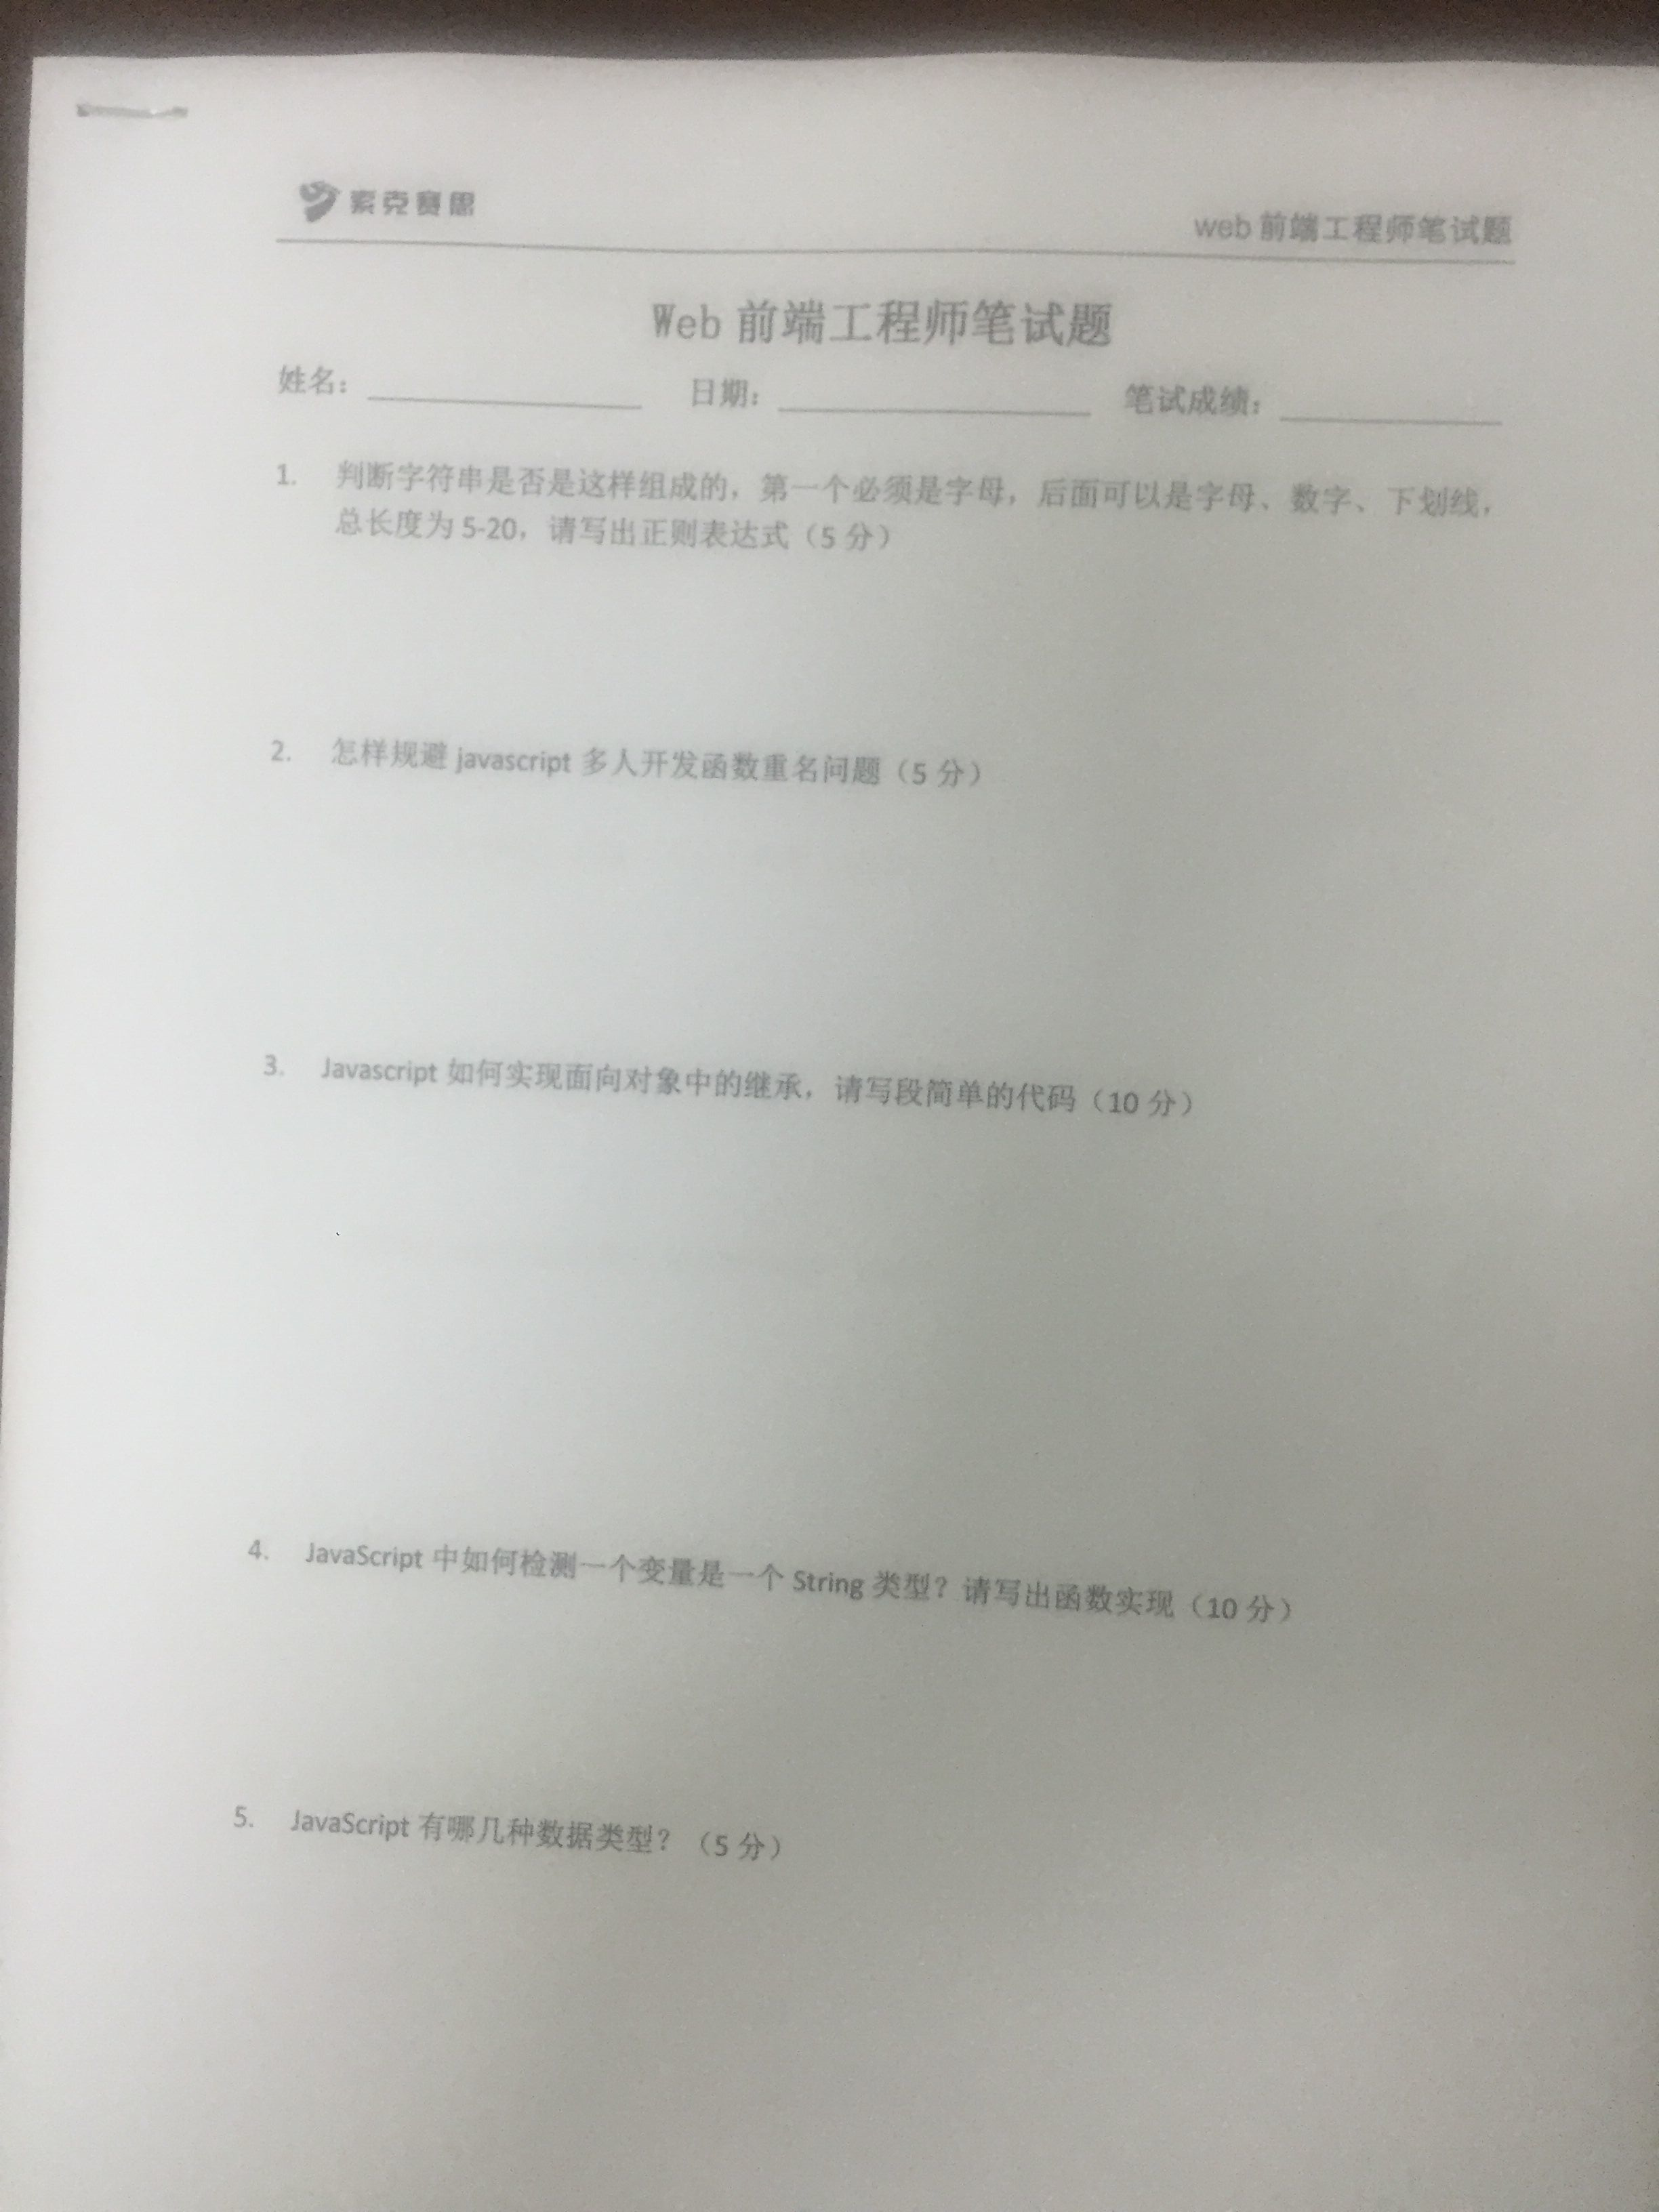 索克赛思
web前端工程师笔试题
Web 前端工程师笔试题
姓名： 日期： 笔试成绩：
1. 判断字符串是否是这样组成的，第一个必须是字母，后面可以是字母、数字、下划线，
总长度为 5-20，请写出正则表达式（5 分）
2. 怎样规避 javascript 多人开发函数重名问题（5 分）
3. Javascript 如何实现面向对象中的继承，请写段简单的代码（10 分）
4. JavaScript 中如何检测一个变量是一个 String 类型？请写出函数实现（10 分）
5. JavaScript 有哪几种数据类型？（5 分）